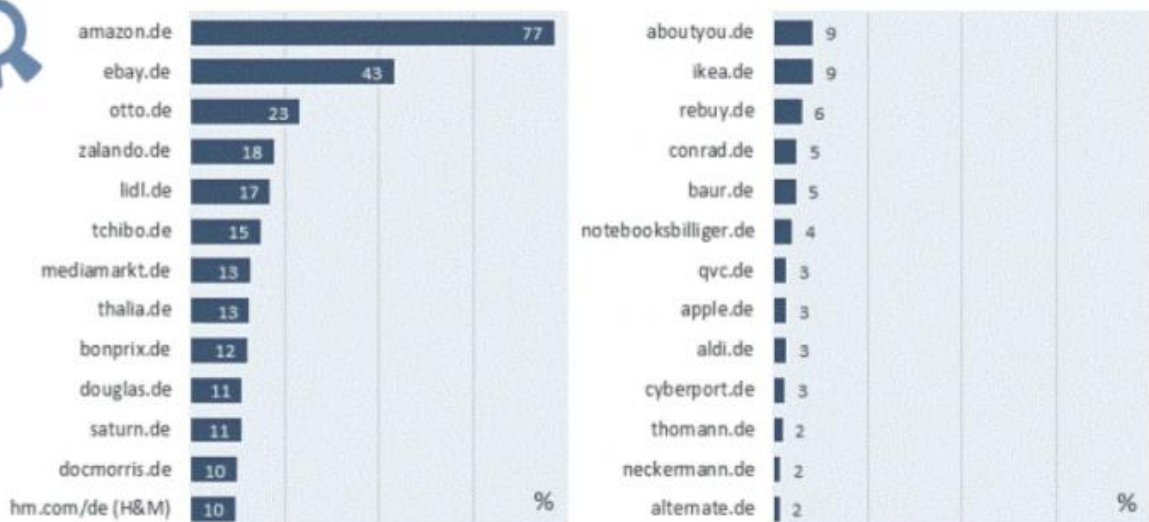 amazon.de 77
ebay.de 43
otto.de 23
zalando.de 18
lidl.de 17
tchibo.de 15
mediamarkt.de 13
thalia.de 13
bonprix.de 12
douglas.de 11
saturn.de 11
docmorris.de 10
hm.com/de (H&M) 10
%
aboutyou.de 9
ikea.de 9
rebuy.de 6
conrad.de 5
baur.de 5
notebooksbilliger.de 4
qvc.de 3
apple.de 3
aldi.de 3
cyberport.de 3
thomann.de 2
neckermann.de 2
alternate.de 2
%